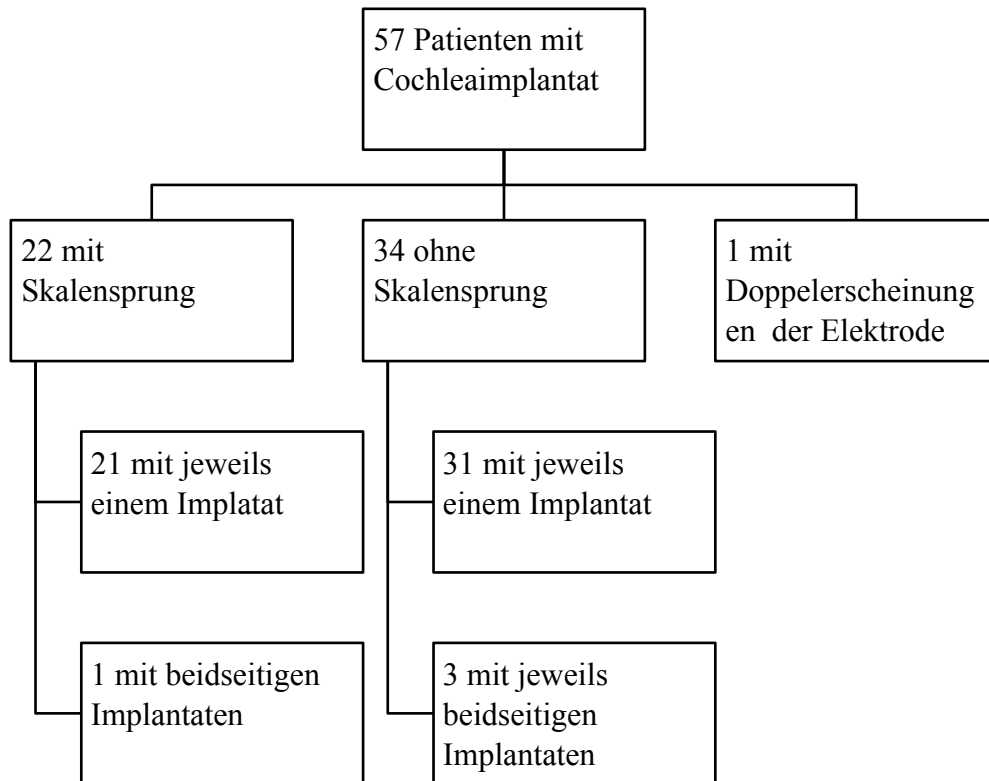 57 Patienten mit
Cochleaimplantat
22 mit
Skalensprung
34 ohne
Skalensprung
1 mit
Doppelerscheinung
en der Elektrode
21 mit jeweils
einem Implatat
31 mit jeweils
einem Implantat
1 mit beidseitigen
Implantaten
3 mit jeweils
beidseitigen
Implantaten